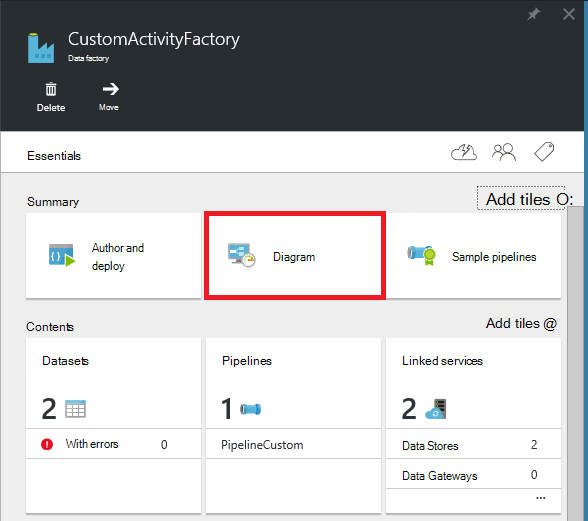 CustomActivityFactory
Data factory
Delete
Move
Essentials
Summary
Add tiles O:
Author and
deploy
Diagram
Sample pipelines
Contents
Add tiles @
Datasets
Pipelines
Linked services
2
1
2
With errors 0
PipelineCustom
Data Stores 2
Data Gateways 0
...